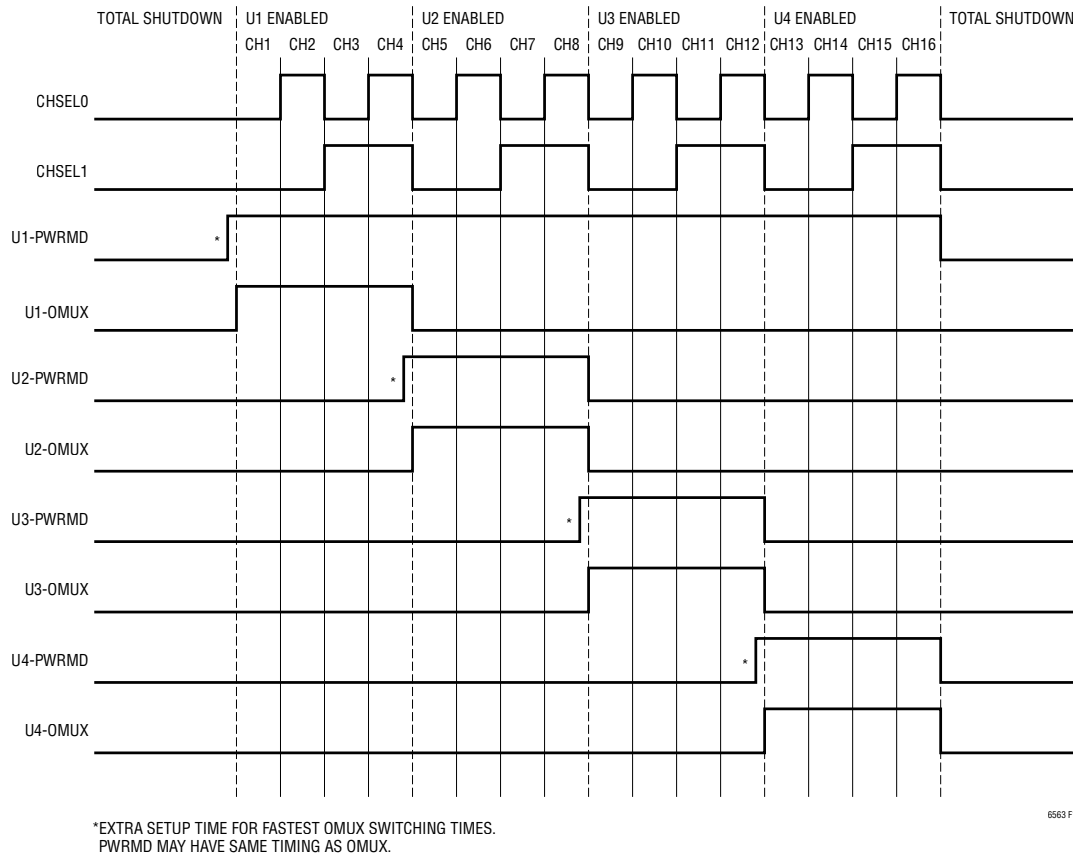 TOTAL SHUTDOWN U1 ENABLED U2 ENABLED U3 ENABLED U4 ENABLED TOTAL SHUTDOWN
CH1 CH2 CH3 CH4 CH5 CH6 CH7 CH8 CH9 CH10 CH11 CH12 CH13 CH14 CH15 CH16
CHSEL0
CHSEL1
U1-PWRMD *
U1-OMUX
U2-PWRMD *
U2-OMUX
U3-PWRMD *
U3-OMUX
U4-PWRMD *
U4-OMUX
6563 F
*EXTRA SETUP TIME FOR FASTEST OMUX SWITCHING TIMES.
PWRMD MAY HAVE SAME TIMING AS OMUX.